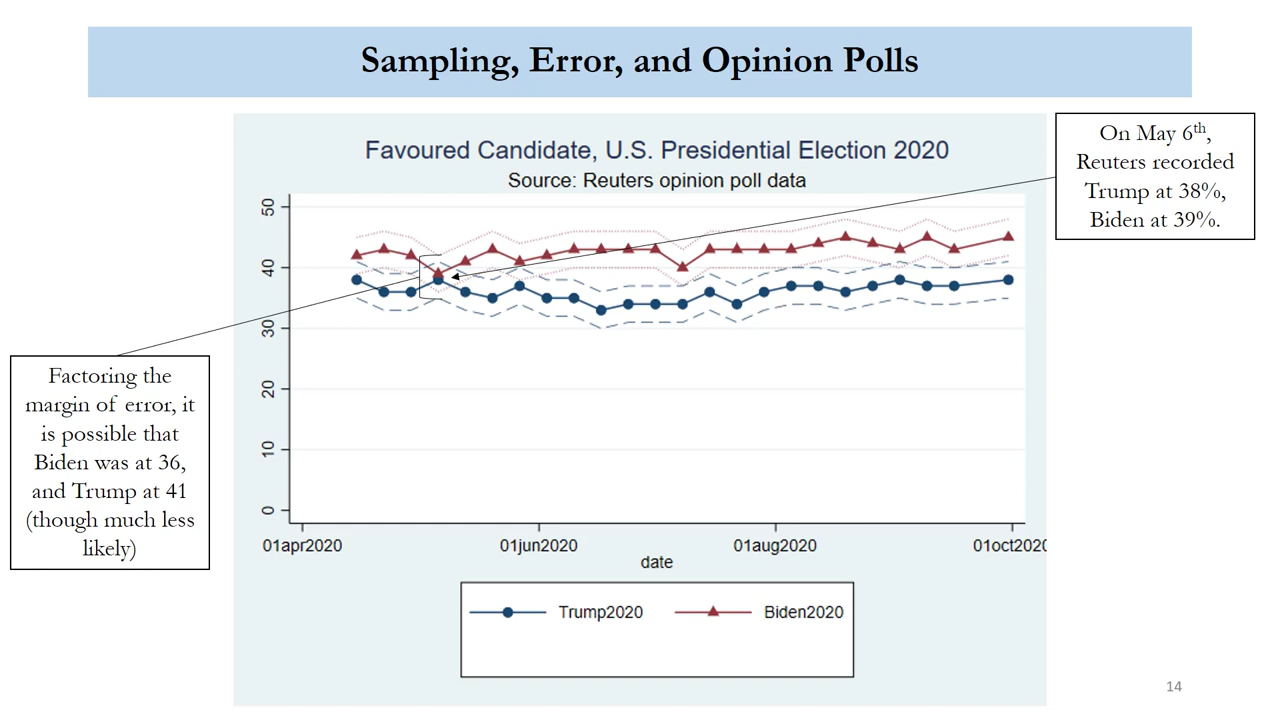 Sampling, Error, and Opinion Polls
On May 6th,
Reuters recorded
Trump at 38%,
Biden at 39%.
Favoured Candidate, U.S. Presidential Election 2020
Source: Reuters opinion poll data
50
40
30
20
10
0
01apr2020
01jun2020
01aug2020
01oct2020
date
Trump2020
Biden2020
Factoring the
margin of error, it
is possible that
Biden was at 36,
and Trump at 41
(though much less
likely)
14